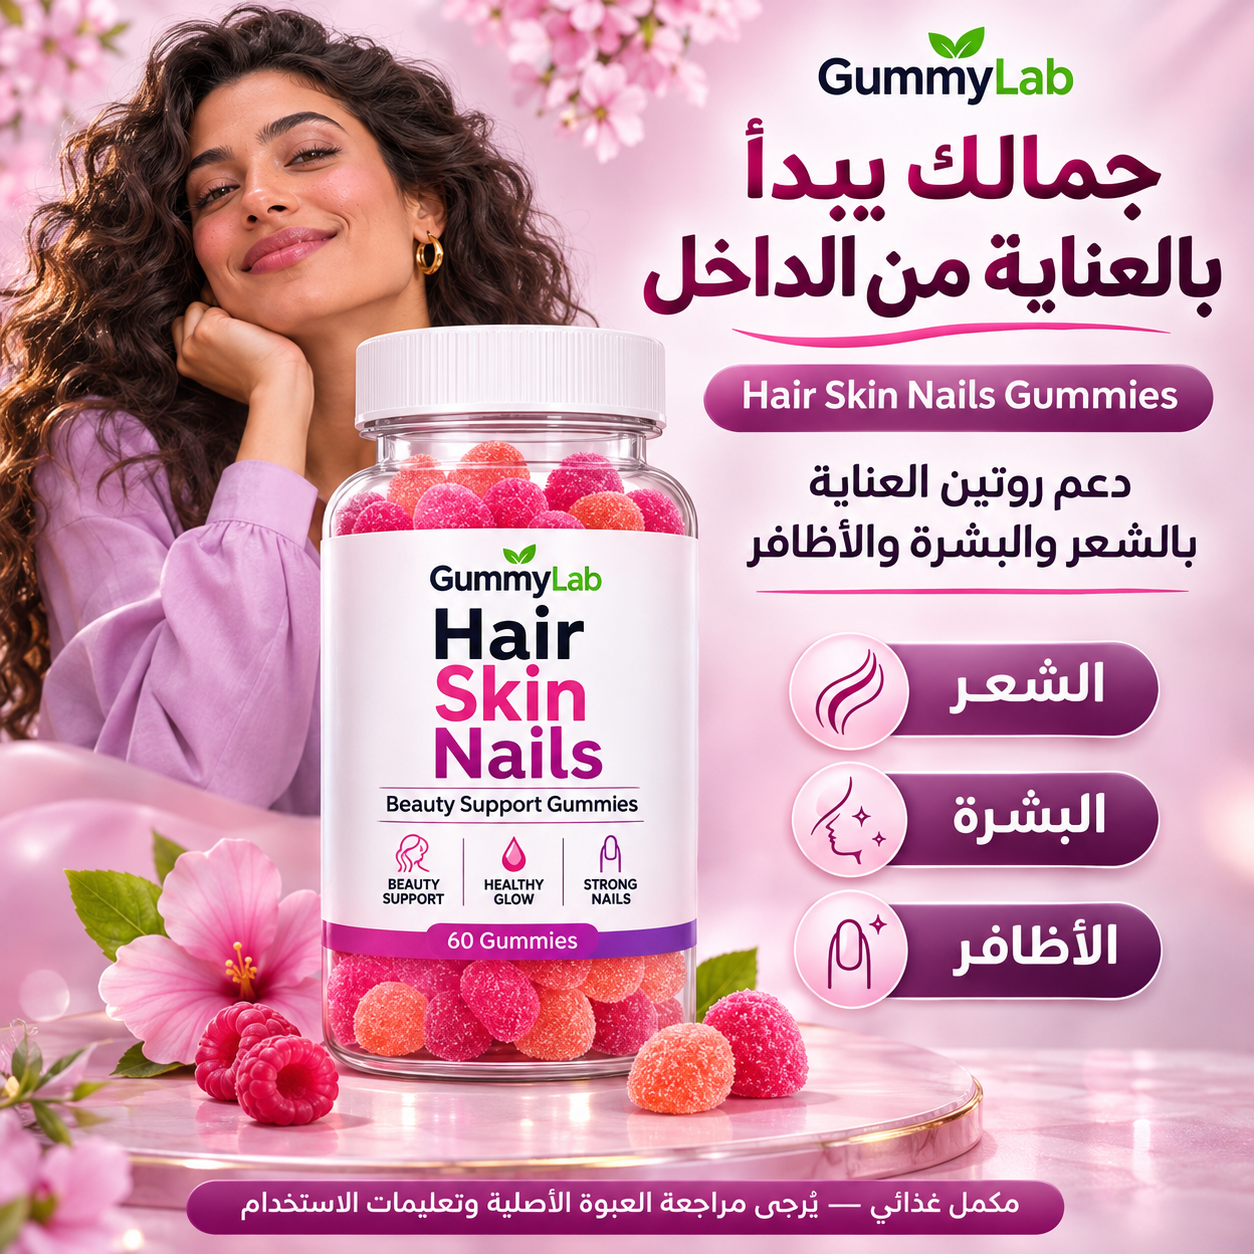 GummyLab
جمالك يبدأ
بالعناية من الداخل
Hair Skin Nails Gummies
دعم روتين العناية
بالشعر والبشرة والأظافر
الشعر
البشرة
الأظافر
GummyLab
Hair
Skin
Nails
Beauty Support Gummies
BEAUTY
SUPPORT
HEALTHY
GLOW
STRONG
NAILS
60 Gummies
مكمل غذائي — يُرجى مراجعة العبوة الأصلية وتعليمات الاستخدام